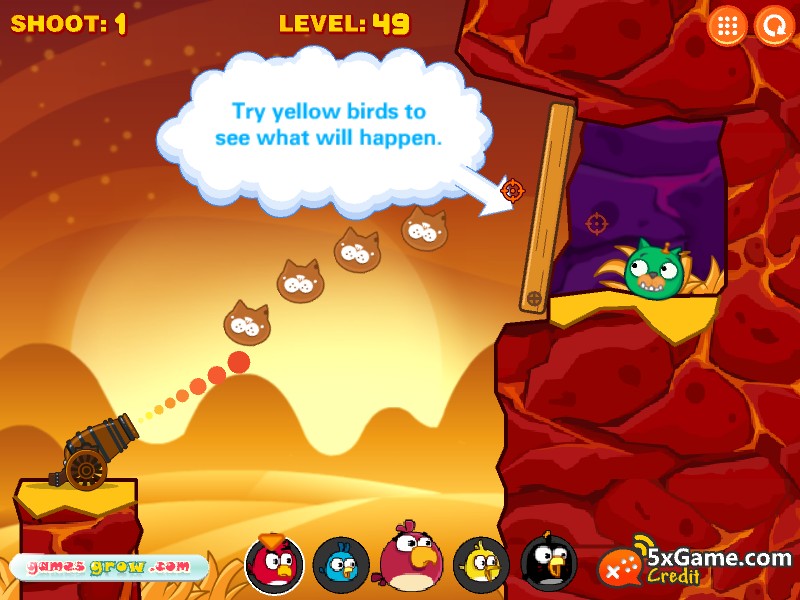 SHOOT: 1
LEVEL: 49
Try yellow birds to
see what will happen.
games grow .com
5xGame.com
Credit